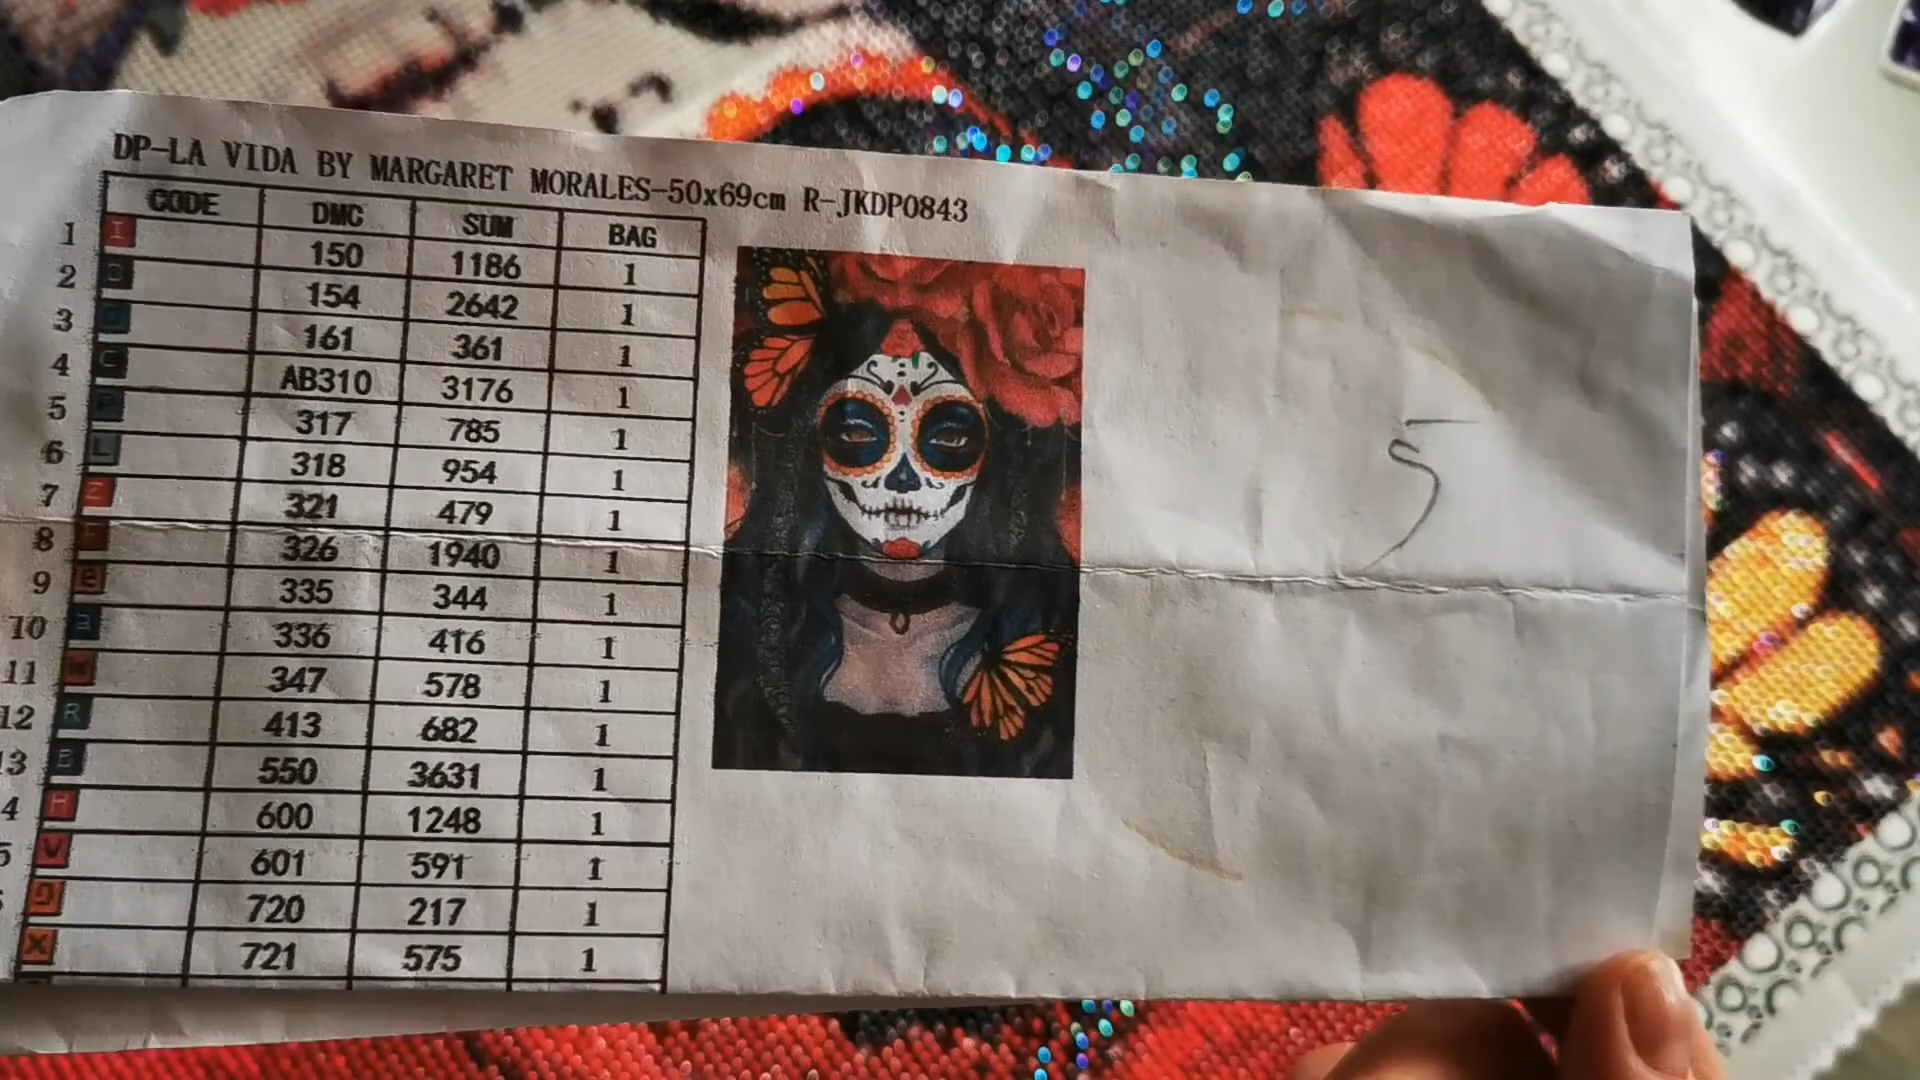 DP-LA VIDA BY MARGARET MORALES-50x69cm R-JKDP0843
CODE DMC SUM BAG
1 I 150 1186 1
2 154 2642 1
3 161 361 1
4 C AB310 3176 1
5 P 317 785 1
6 L 318 954 1
7 Z 321 479 1
8 326 1940 1
9 e 335 344 1
10 a 336 416 1
11 347 578 1
12 R 413 682 1
13 B 550 3631 1
4 H 600 1248 1
5 V 601 591 1
720 217 1
X 721 575 1
5